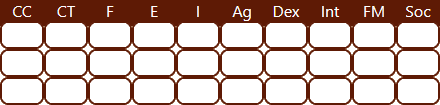 CC CT F E I Ag Dex Int FM Soc